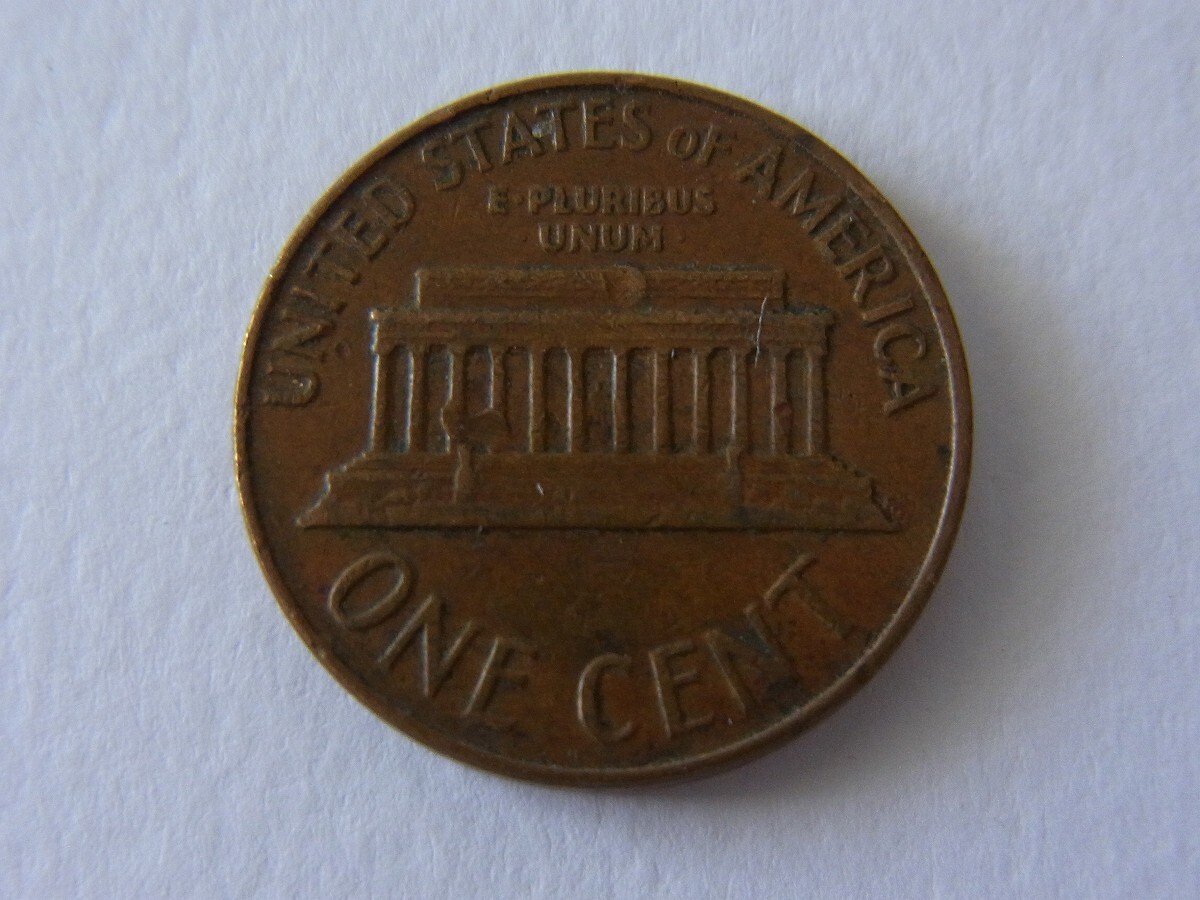 UNITED STATES OF AMERICA
E·PLURIBUS
UNUM
ONE CENT